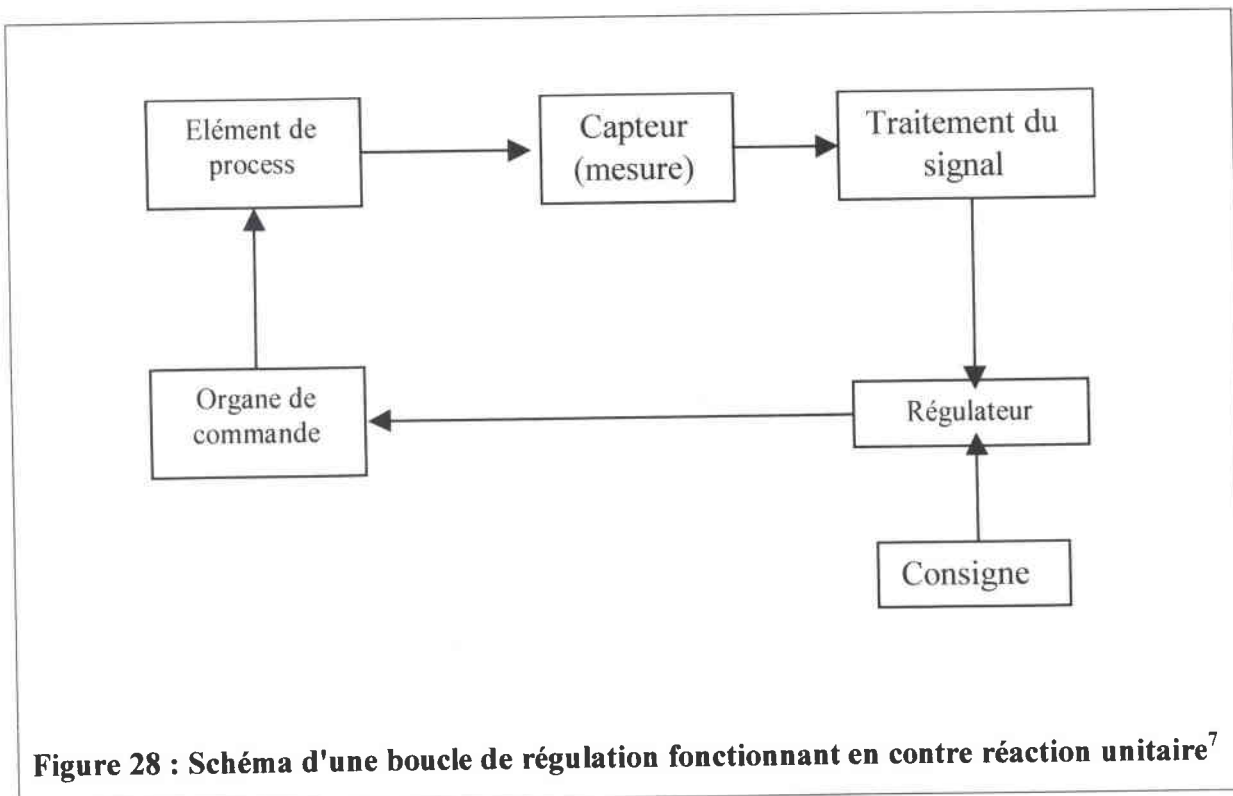 Elément de
process
Capteur
(mesure)
Traitement du
signal
Organe de
commande
Régulateur
Consigne
Figure 28 : Schéma d'une boucle de régulation fonctionnant en contre réaction unitaire⁷